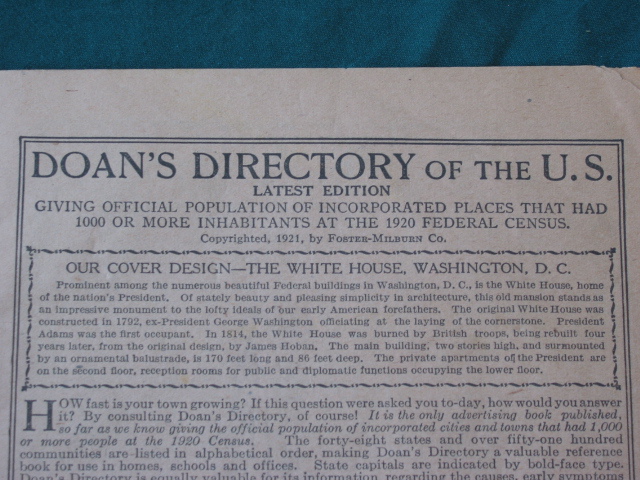 DOAN'S DIRECTORY OF THE U.S.
LATEST EDITION
GIVING OFFICIAL POPULATION OF INCORPORATED PLACES THAT HAD
1000 OR MORE INHABITANTS AT THE 1920 FEDERAL CENSUS.
Copyrighted, 1921, by FOSTER-MILBURN CO.
OUR COVER DESIGN—THE WHITE HOUSE, WASHINGTON, D. C.
Prominent among the numerous beautiful Federal buildings in Washington, D. C., is the White House, home
of the nation's President. Of stately beauty and pleasing simplicity in architecture, this old mansion stands as
an impressive monument to the lofty ideals of our early American forefathers. The original White House was
constructed in 1792, ex-President George Washington officiating at the laying of the cornerstone. President
Adams was the first occupant. In 1814, the White House was burned by British troops, being rebuilt four
years later, from the original design, by James Hoban. The main building, two stories high, and surmounted
by an ornamental balustrade, is 170 feet long and 86 feet deep. The private apartments of the President are
on the second floor, reception rooms for public and diplomatic functions occupying the lower floor.
HOW fast is your town growing? If this question were asked you to-day, how would you answer
it? By consulting Doan's Directory, of course! It is the only advertising book published,
so far as we know giving the official population of incorporated cities and towns that had 1,000
or more people at the 1920 Census. The forty-eight states and over fifty-one hundred
communities are listed in alphabetical order, making Doan's Directory a valuable reference
book for use in homes, schools and offices. State capitals are indicated by bold-face type.
Doan's Directory is equally valuable for its information, regarding the causes, early symptoms